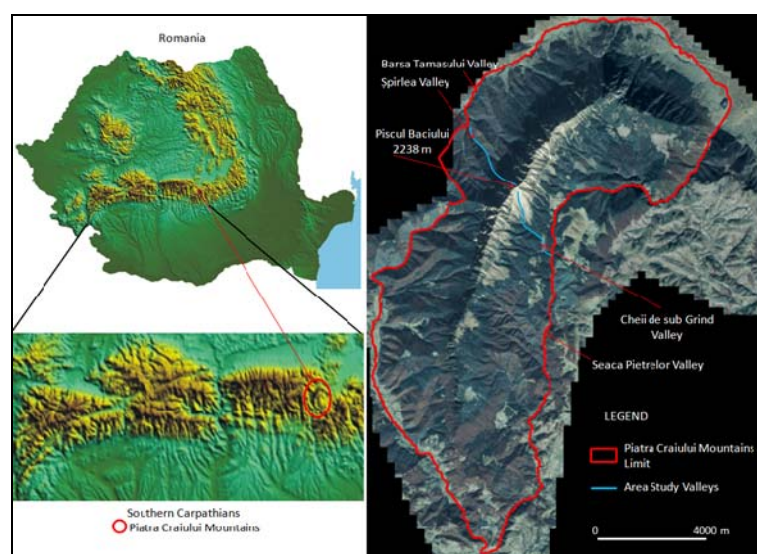 Romania
Southern Carpathians
Piatra Craiului Mountains
Barsa Tamasului Valley
Spirlea Valley
Piscul Baciului
2238 m
Cheii de sub Grind
Valley
Seaca Pietrelor Valley
LEGEND
Piatra Craiului Mountains
Limit
Area Study Valleys
0 4000 m